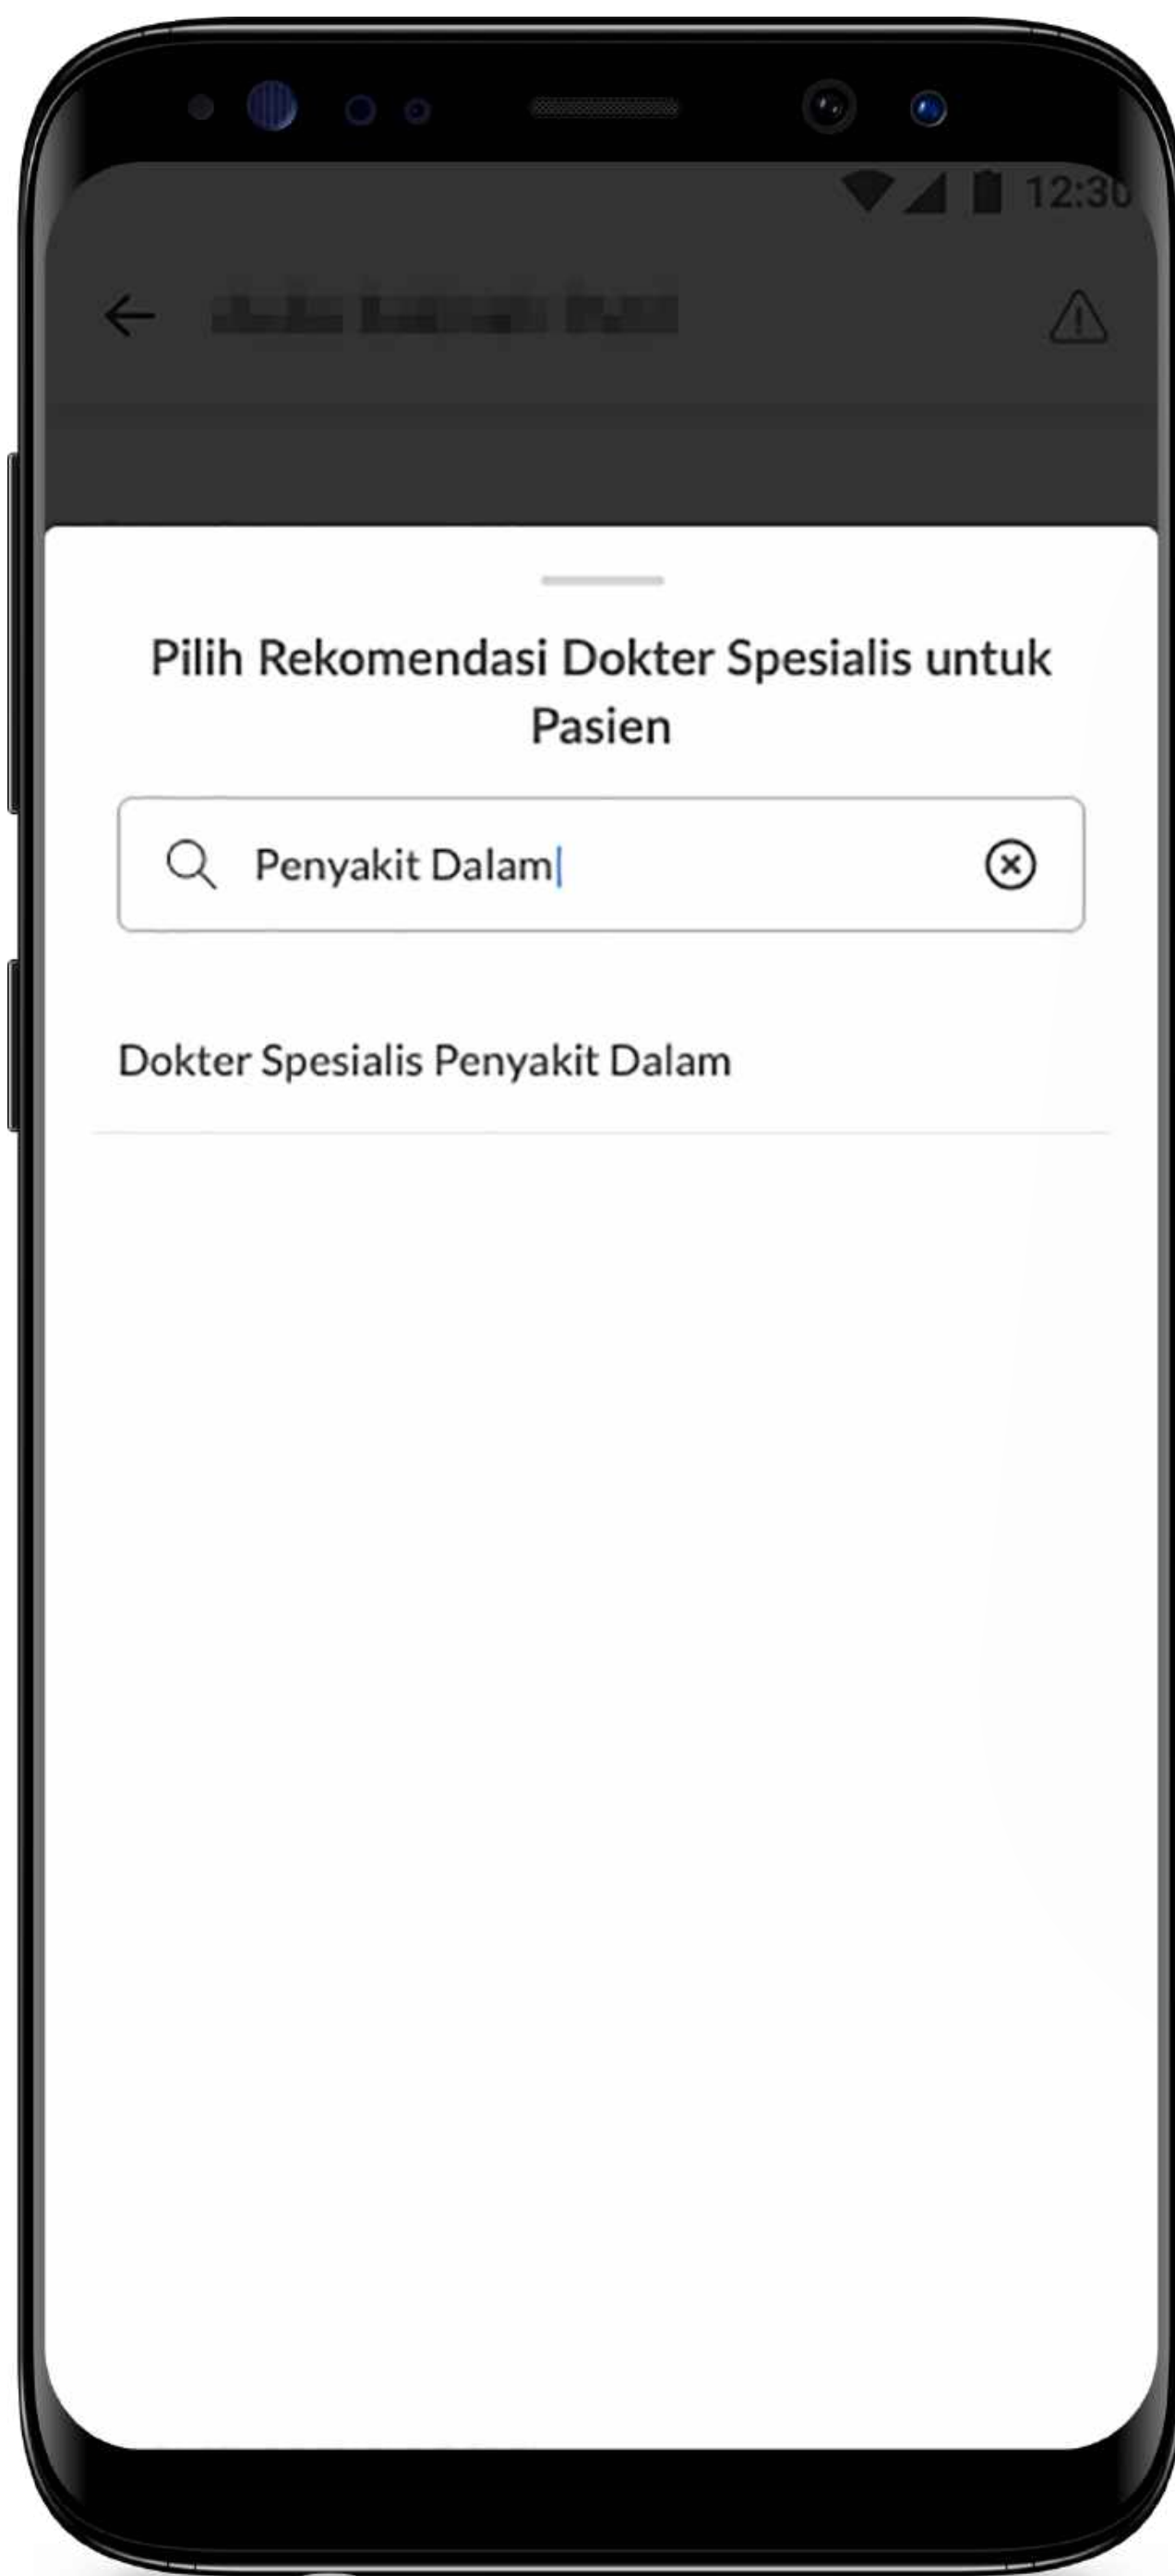 12:30
Pilih Rekomendasi Dokter Spesialis untuk
Pasien
Penyakit Dalam
Dokter Spesialis Penyakit Dalam